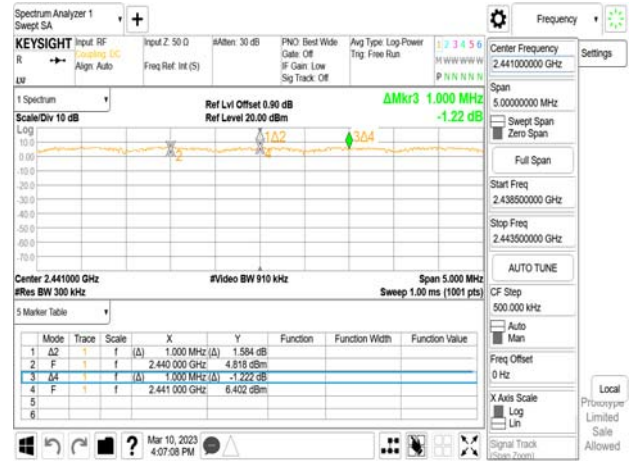 Spectrum Analyzer 1
Swept SA
+
Frequency
KEYSIGHT
R
LU
Input: RF
Coupling: DC
Align: Auto
Input Z: 50 Ω
Freq Ref: Int (S)
#Atten: 30 dB
PNO: Best Wide
Gate: Off
IF Gain: Low
Sig Track: Off
Avg Type: Log-Power
Trig: Free Run
1 2 3 4 5 6
M W W W W W
P N N N N N
Center Frequency
2.441000000 GHz
Settings
1 Spectrum
Scale/Div 10 dB
Ref Lvl Offset 0.90 dB
Ref Level 20.00 dBm
ΔMkr3 1.000 MHz
-1.22 dB
Span
5.00000000 MHz
Swept Span
Zero Span
Full Span
Start Freq
2.438500000 GHz
Stop Freq
2.443500000 GHz
AUTO TUNE
CF Step
500.000 kHz
Auto
Man
Freq Offset
0 Hz
X Axis Scale
Log
Lin
Signal Track
(Span Zoom)
Local
Prototype
Limited
Sale
Allowed
Log
10.0
0.00
-10.0
-20.0
-30.0
-40.0
-50.0
-60.0
-70.0
2
1Δ2
4
3Δ4
Center 2.441000 GHz
#Res BW 300 kHz
#Video BW 910 kHz
Span 5.000 MHz
Sweep 1.00 ms (1001 pts)
5 Marker Table
Mode Trace Scale X Y Function Function Width Function Value
1 Δ2 1 f (Δ) 1.000 MHz (Δ) 1.584 dB
2 F 1 f 2.440 000 GHz 4.818 dBm
3 Δ4 1 f (Δ) 1.000 MHz (Δ) -1.222 dB
4 F 1 f 2.441 000 GHz 6.402 dBm
5
6
?
Mar 10, 2023
4:07:08 PM